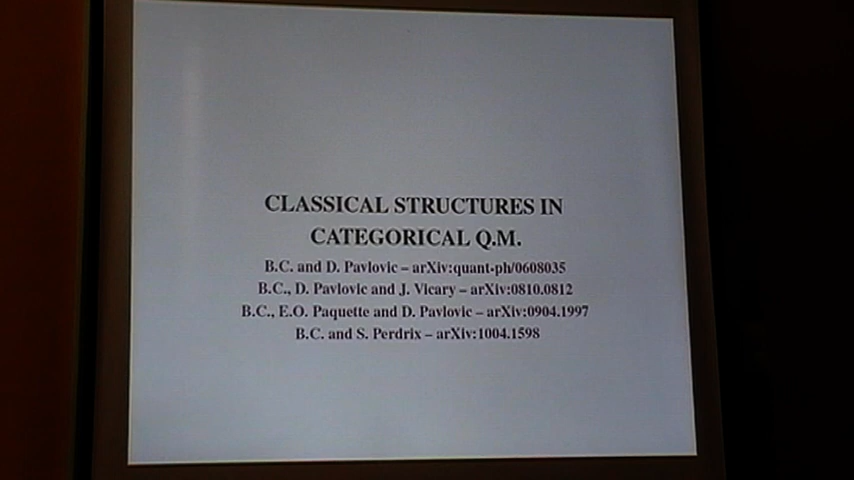 CLASSICAL STRUCTURES IN
CATEGORICAL Q.M.
B.C. and D. Pavlovic – arXiv:quant-ph/0608035
B.C., D. Pavlovic and J. Vicary – arXiv:0810.0812
B.C., E.O. Paquette and D. Pavlovic – arXiv:0904.1997
B.C. and S. Perdrix – arXiv:1004.1598